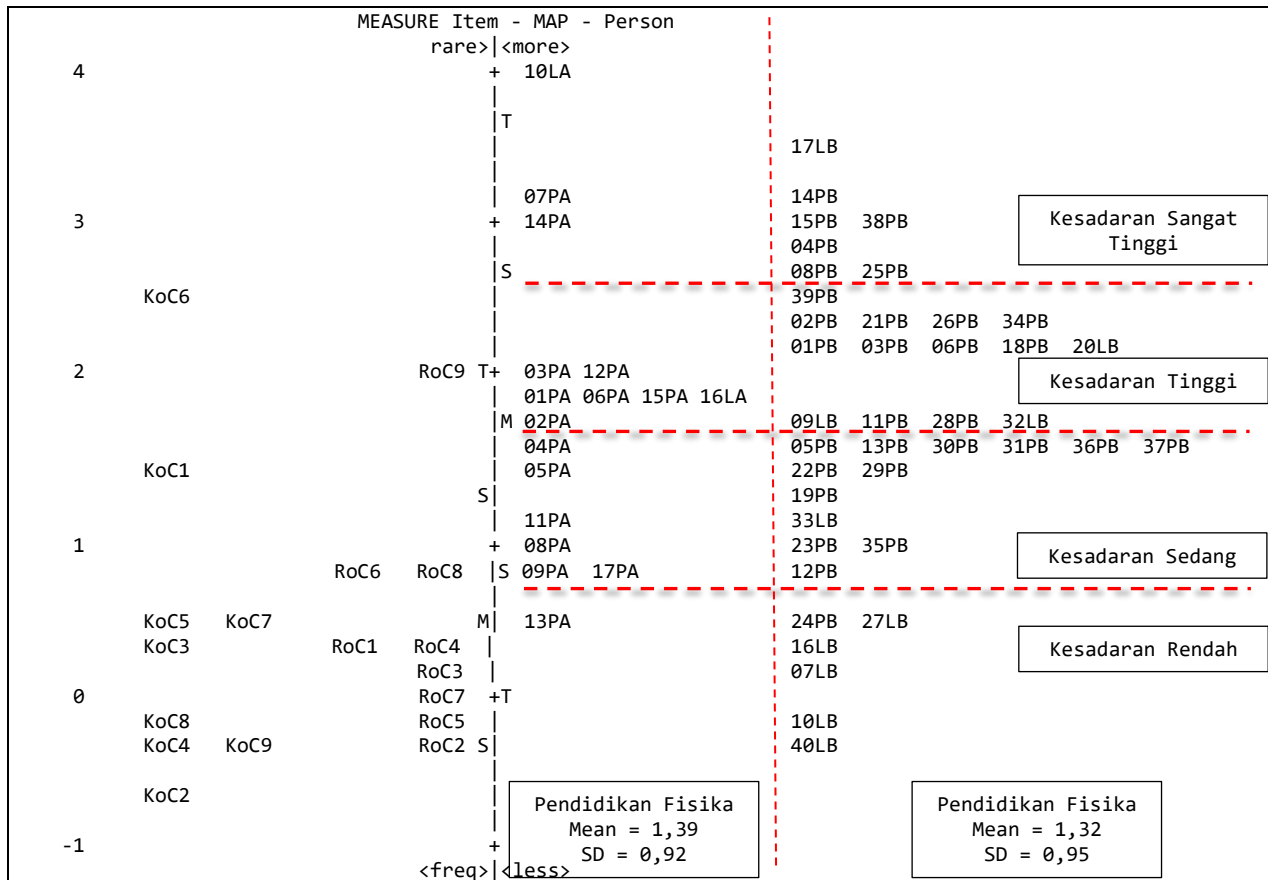 MEASURE Item - MAP - Person
rare>|<more>
4 + 10LA
|
|T
| 17LB
|
| 07PA 14PB
3 + 14PA 15PB 38PB
Kesadaran Sangat
Tinggi
| 04PB
|S 08PB 25PB
KoC6 | 39PB
| 02PB 21PB 26PB 34PB
| 01PB 03PB 06PB 18PB 20LB
2 RoC9 T+ 03PA 12PA
Kesadaran Tinggi
| 01PA 06PA 15PA 16LA
|M 02PA 09LB 11PB 28PB 32LB
| 04PA 05PB 13PB 30PB 31PB 36PB 37PB
KoC1 | 05PA 22PB 29PB
S| 19PB
| 11PA 33LB
1 + 08PA 23PB 35PB
Kesadaran Sedang
RoC6 RoC8 |S 09PA 17PA 12PB
|
KoC5 KoC7 M| 13PA 24PB 27LB
KoC3 RoC1 RoC4 | 16LB
Kesadaran Rendah
RoC3 | 07LB
0 RoC7 +T
KoC8 RoC5 | 10LB
KoC4 KoC9 RoC2 S| 40LB
|
KoC2 |
|
-1 +
<freq>|<less>
Pendidikan Fisika
Mean = 1,39
SD = 0,92
Pendidikan Fisika
Mean = 1,32
SD = 0,95